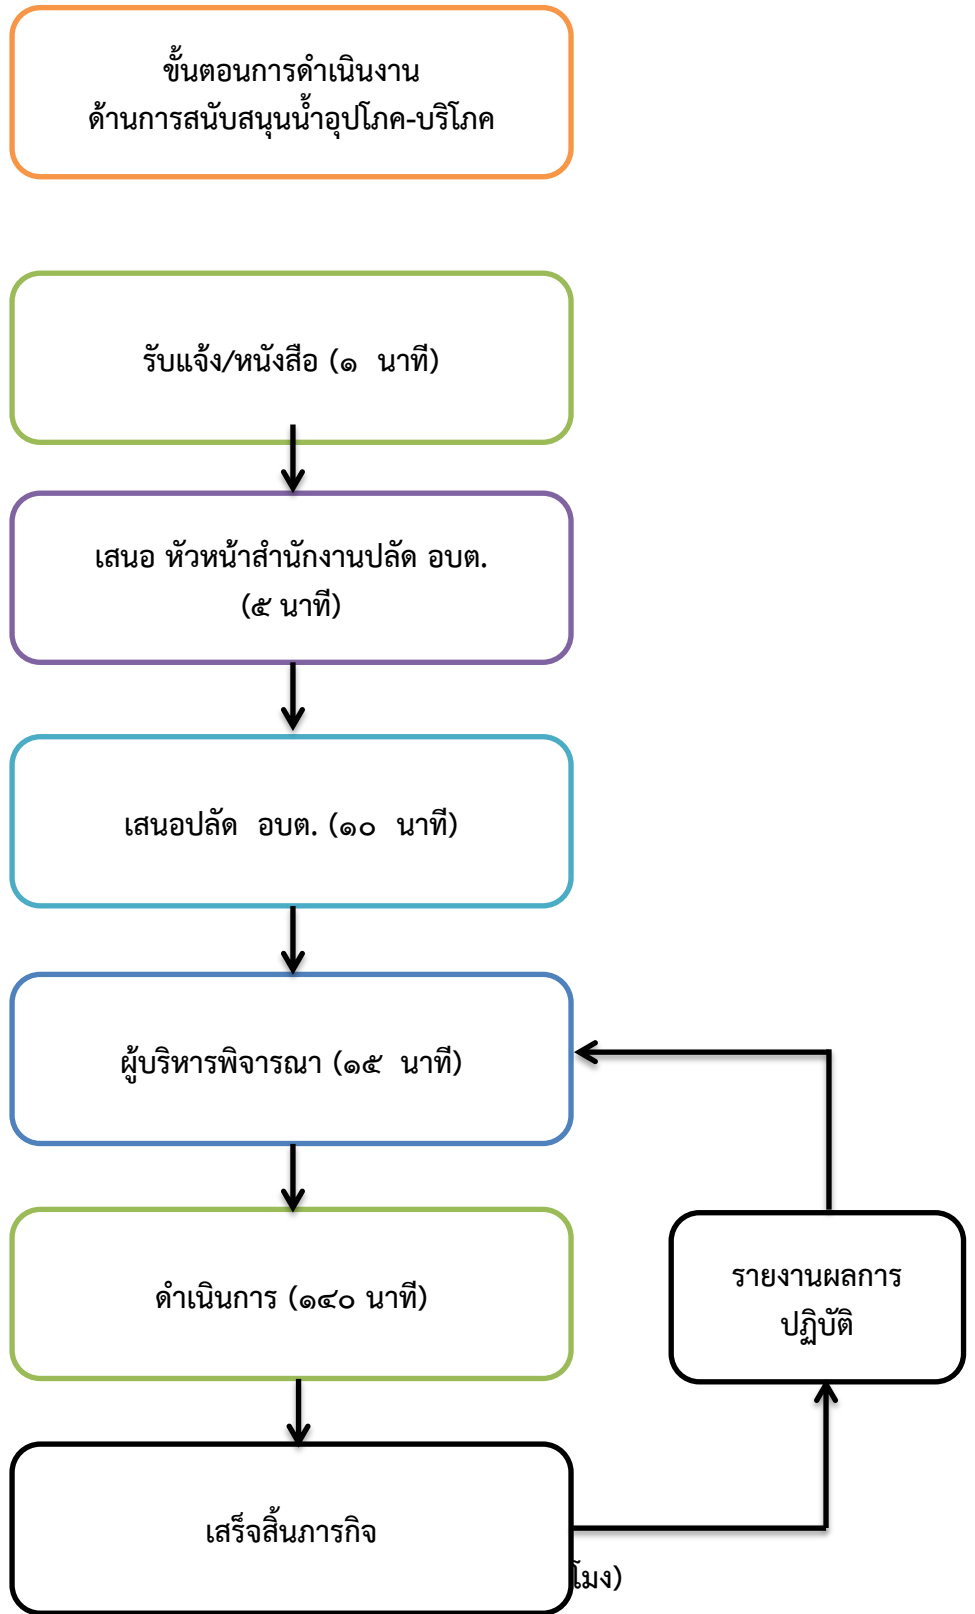 ขั้นตอนการดำเนินงาน
ด้านการสนับสนุนน้ำอุปโภค-บริโภค
รับแจ้ง/หนังสือ (๑ นาที)
เสนอ หัวหน้าสำนักงานปลัด อบต.
(๕ นาที)
เสนอปลัด อบต. (๑๐ นาที)
ผู้บริหารพิจารณา (๑๕ นาที)
ดำเนินการ (๑๔๐ นาที)
รายงานผลการ
ปฏิบัติ
เสร็จสิ้นภารกิจ
โมง)